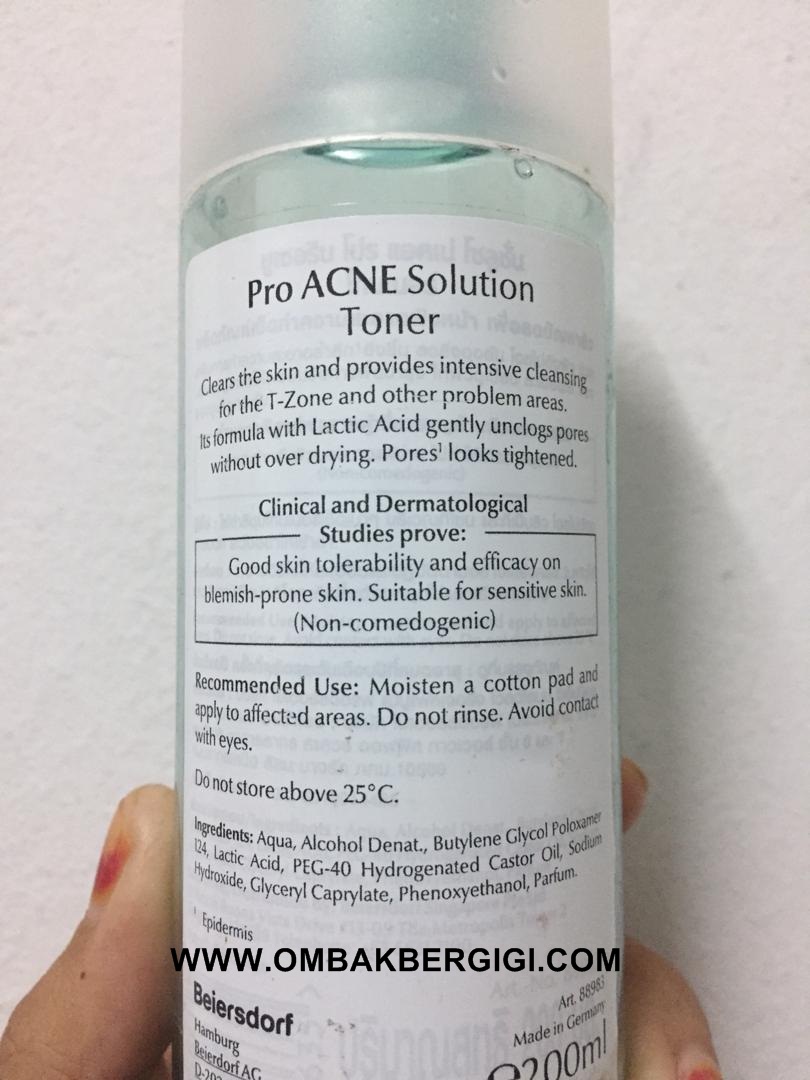 Pro ACNE Solution
Toner
Clears the skin and provides intensive cleansing
for the T-Zone and other problem areas.
Its formula with Lactic Acid gently unclogs pores
without over drying. Pores¹ looks tightened.
Clinical and Dermatological
Studies prove:
Good skin tolerability and efficacy on
blemish-prone skin. Suitable for sensitive skin.
(Non-comedogenic)
Recommended Use: Moisten a cotton pad and
apply to affected areas. Do not rinse. Avoid contact
with eyes.
Do not store above 25°C.
Ingredients: Aqua, Alcohol Denat., Butylene Glycol Poloxamer
124, Lactic Acid, PEG-40 Hydrogenated Castor Oil, Sodium
Hydroxide, Glyceryl Caprylate, Phenoxyethanol, Parfum.
¹ Epidermis
WWW.OMBAKBERGIGI.COM
Beiersdorf
Hamburg
Beierdorf AG
Art. 88983
Made in Germany
200ml